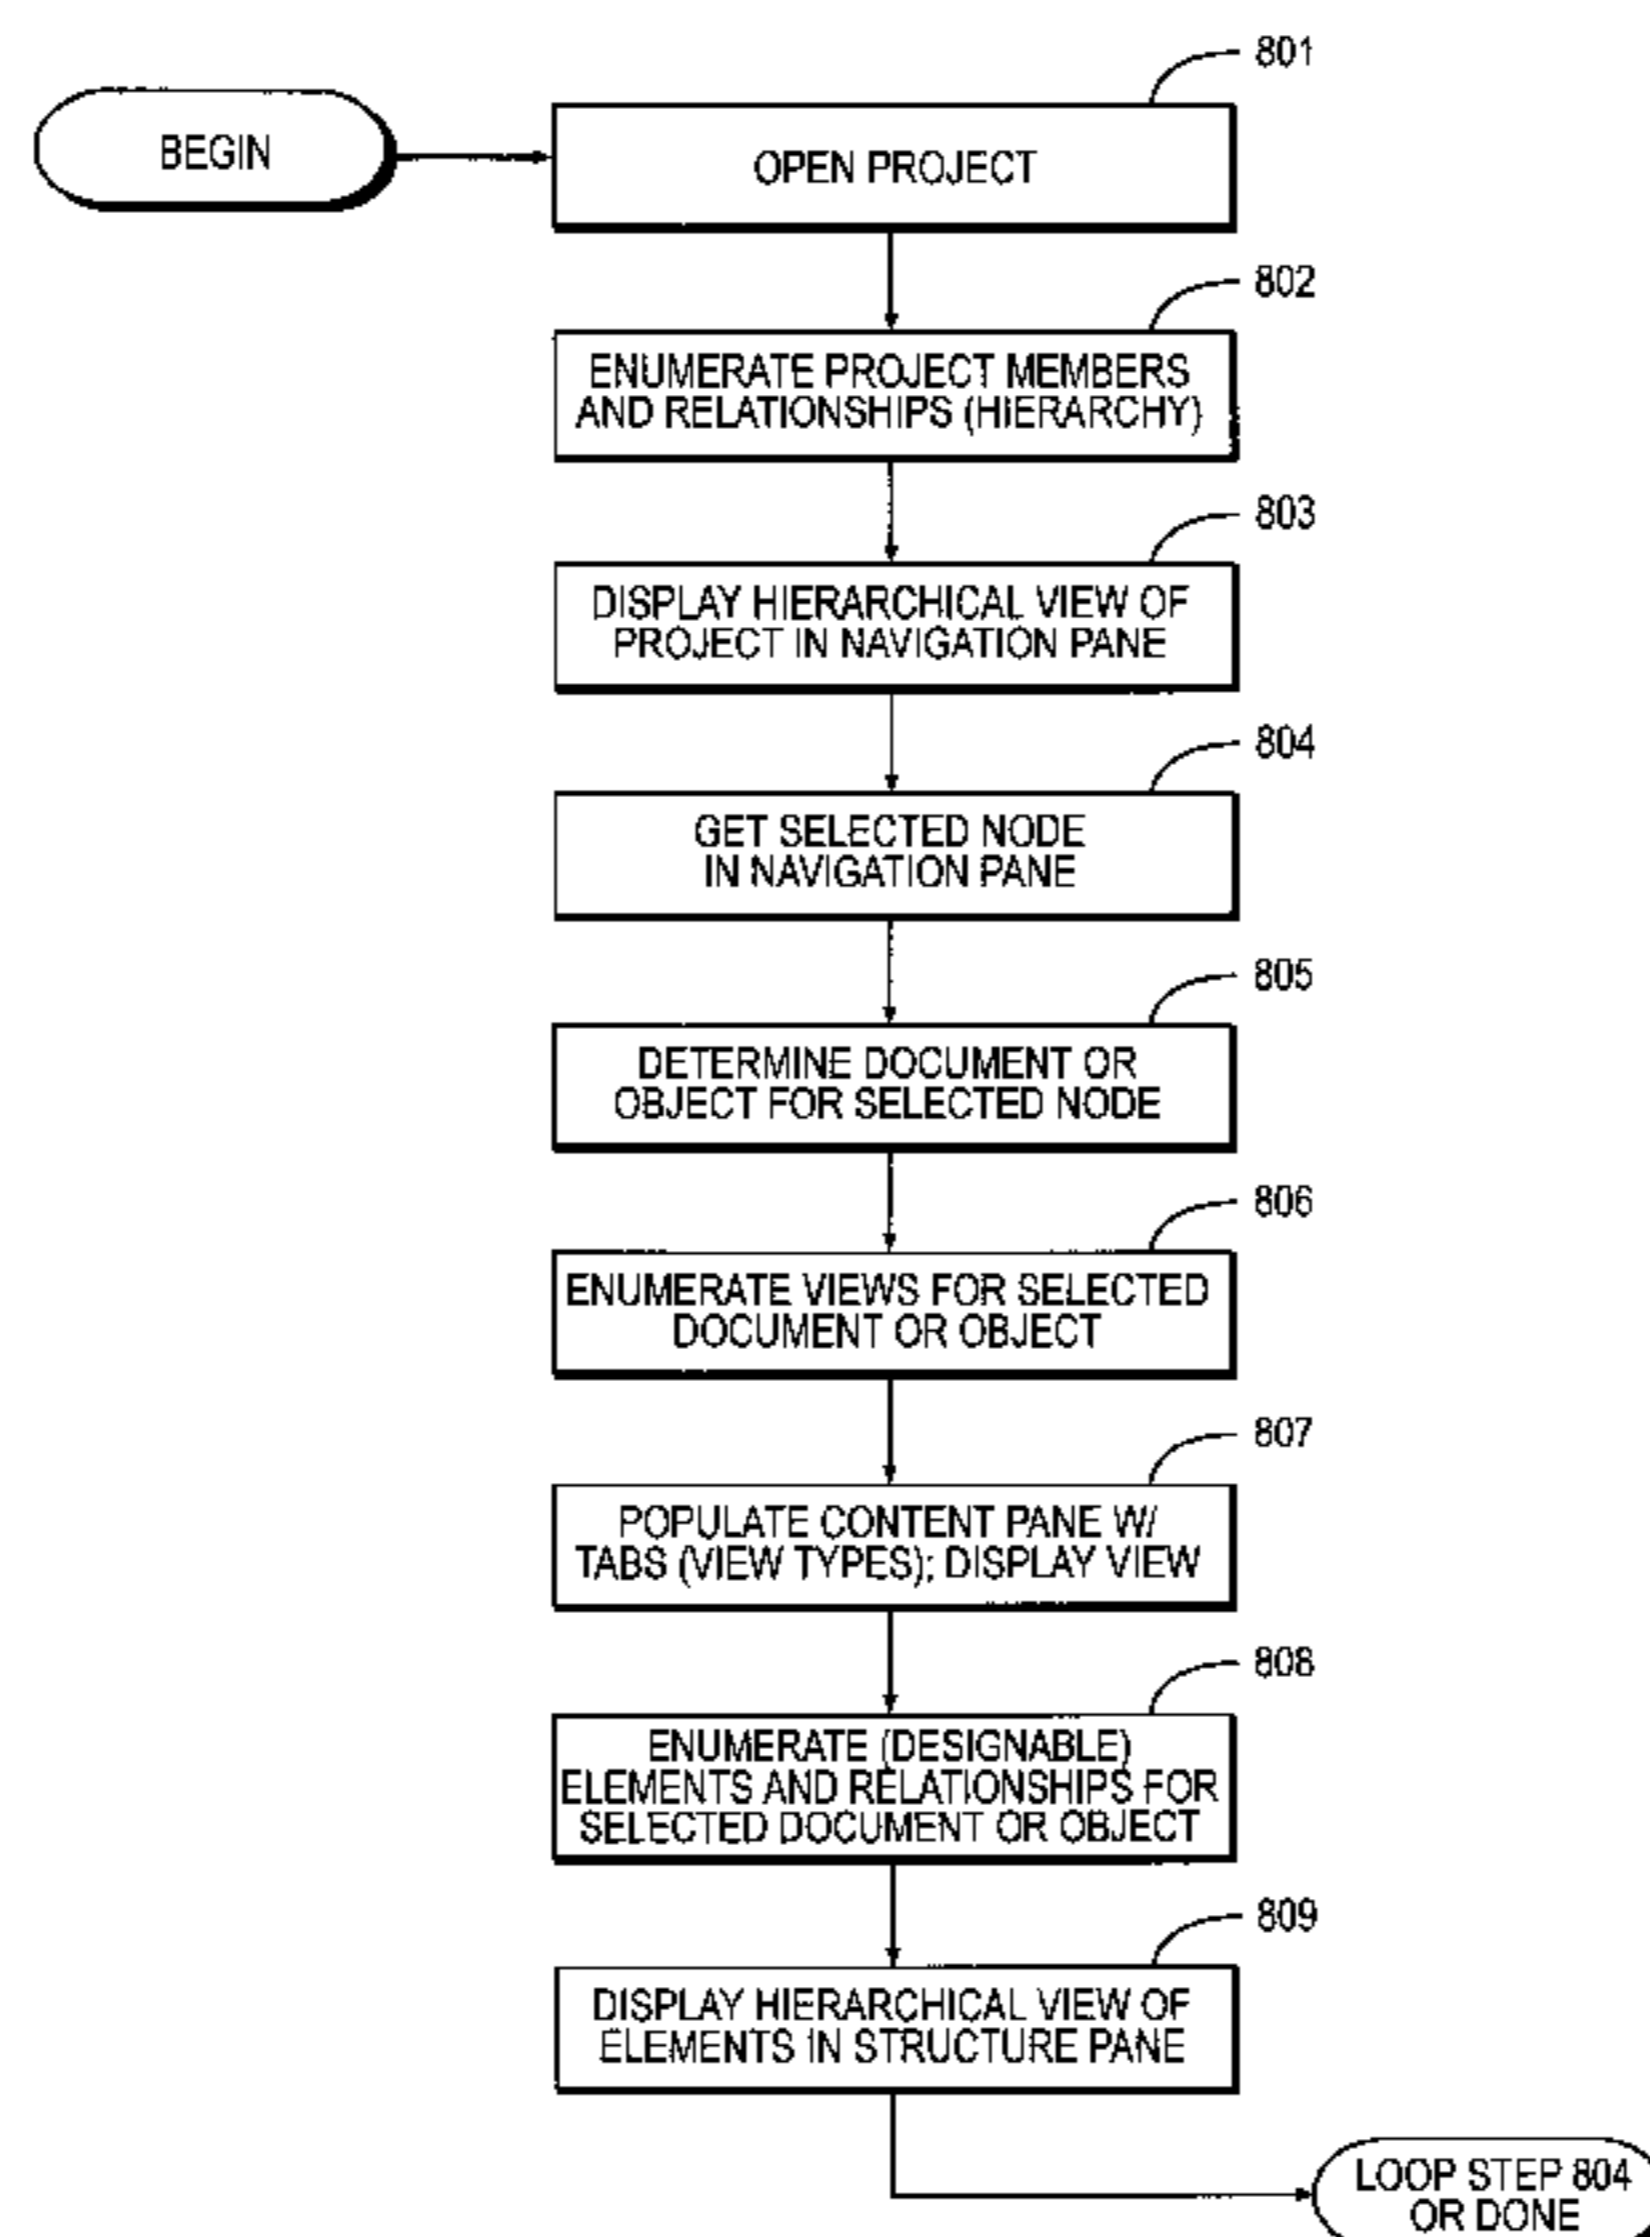 801
BEGIN
OPEN PROJECT
802
ENUMERATE PROJECT MEMBERS
AND RELATIONSHIPS (HIERARCHY)
803
DISPLAY HIERARCHICAL VIEW OF
PROJECT IN NAVIGATION PANE
804
GET SELECTED NODE
IN NAVIGATION PANE
805
DETERMINE DOCUMENT OR
OBJECT FOR SELECTED NODE
806
ENUMERATE VIEWS FOR SELECTED
DOCUMENT OR OBJECT
807
POPULATE CONTENT PANE W/
TABS (VIEW TYPES); DISPLAY VIEW
808
ENUMERATE (DESIGNABLE)
ELEMENTS AND RELATIONSHIPS FOR
SELECTED DOCUMENT OR OBJECT
809
DISPLAY HIERARCHICAL VIEW OF
ELEMENTS IN STRUCTURE PANE
LOOP STEP 804
OR DONE